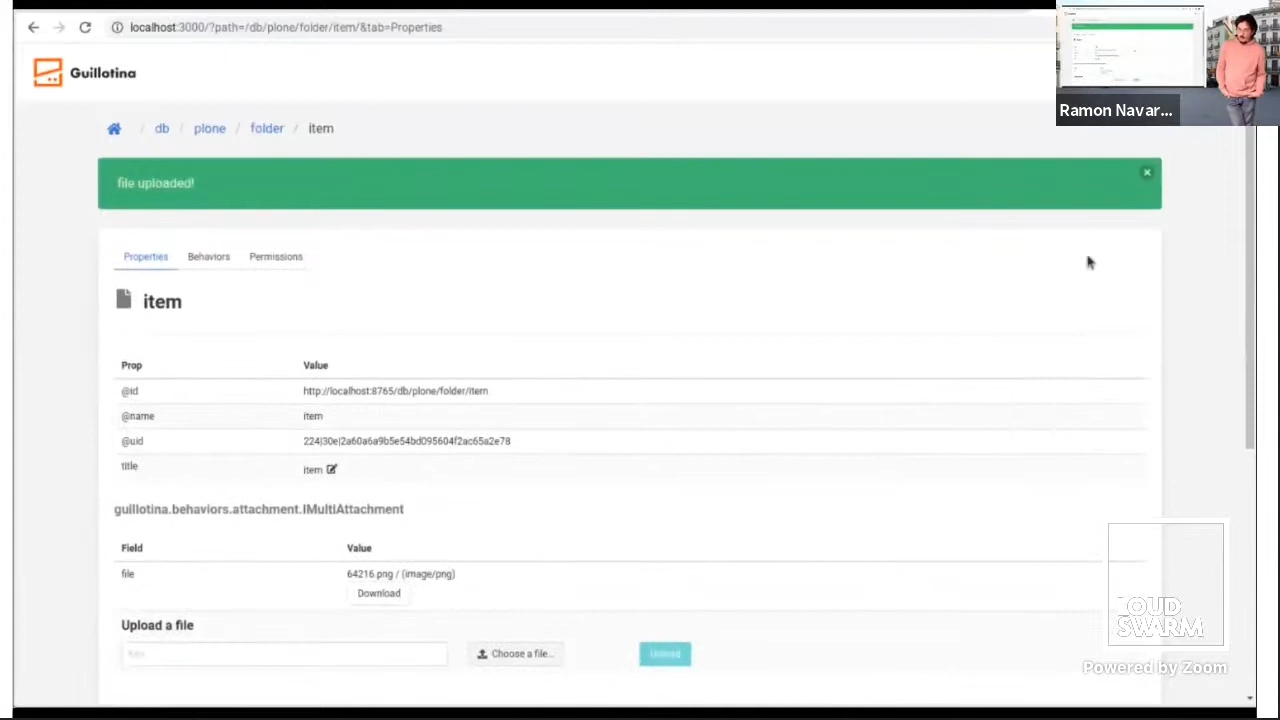 localhost:3000/?path=/db/plone/folder/item/&tab=Properties
Guillotina
Ramon Navar...
db / plone / folder / item
file uploaded!
Properties Behaviors Permissions
item
Prop Value
@id http://localhost:8765/db/plone/folder/item
@name item
@uid 224|30e|2a60a6a9b5e54bd095604f2ac65a2e78
title item
guillotina.behaviors.attachment.IMultiAttachment
Field Value
file 64216.png / (image/png)
Download
Upload a file
Key Choose a file... Upload
LOUD
SWARM
Powered by Zoom